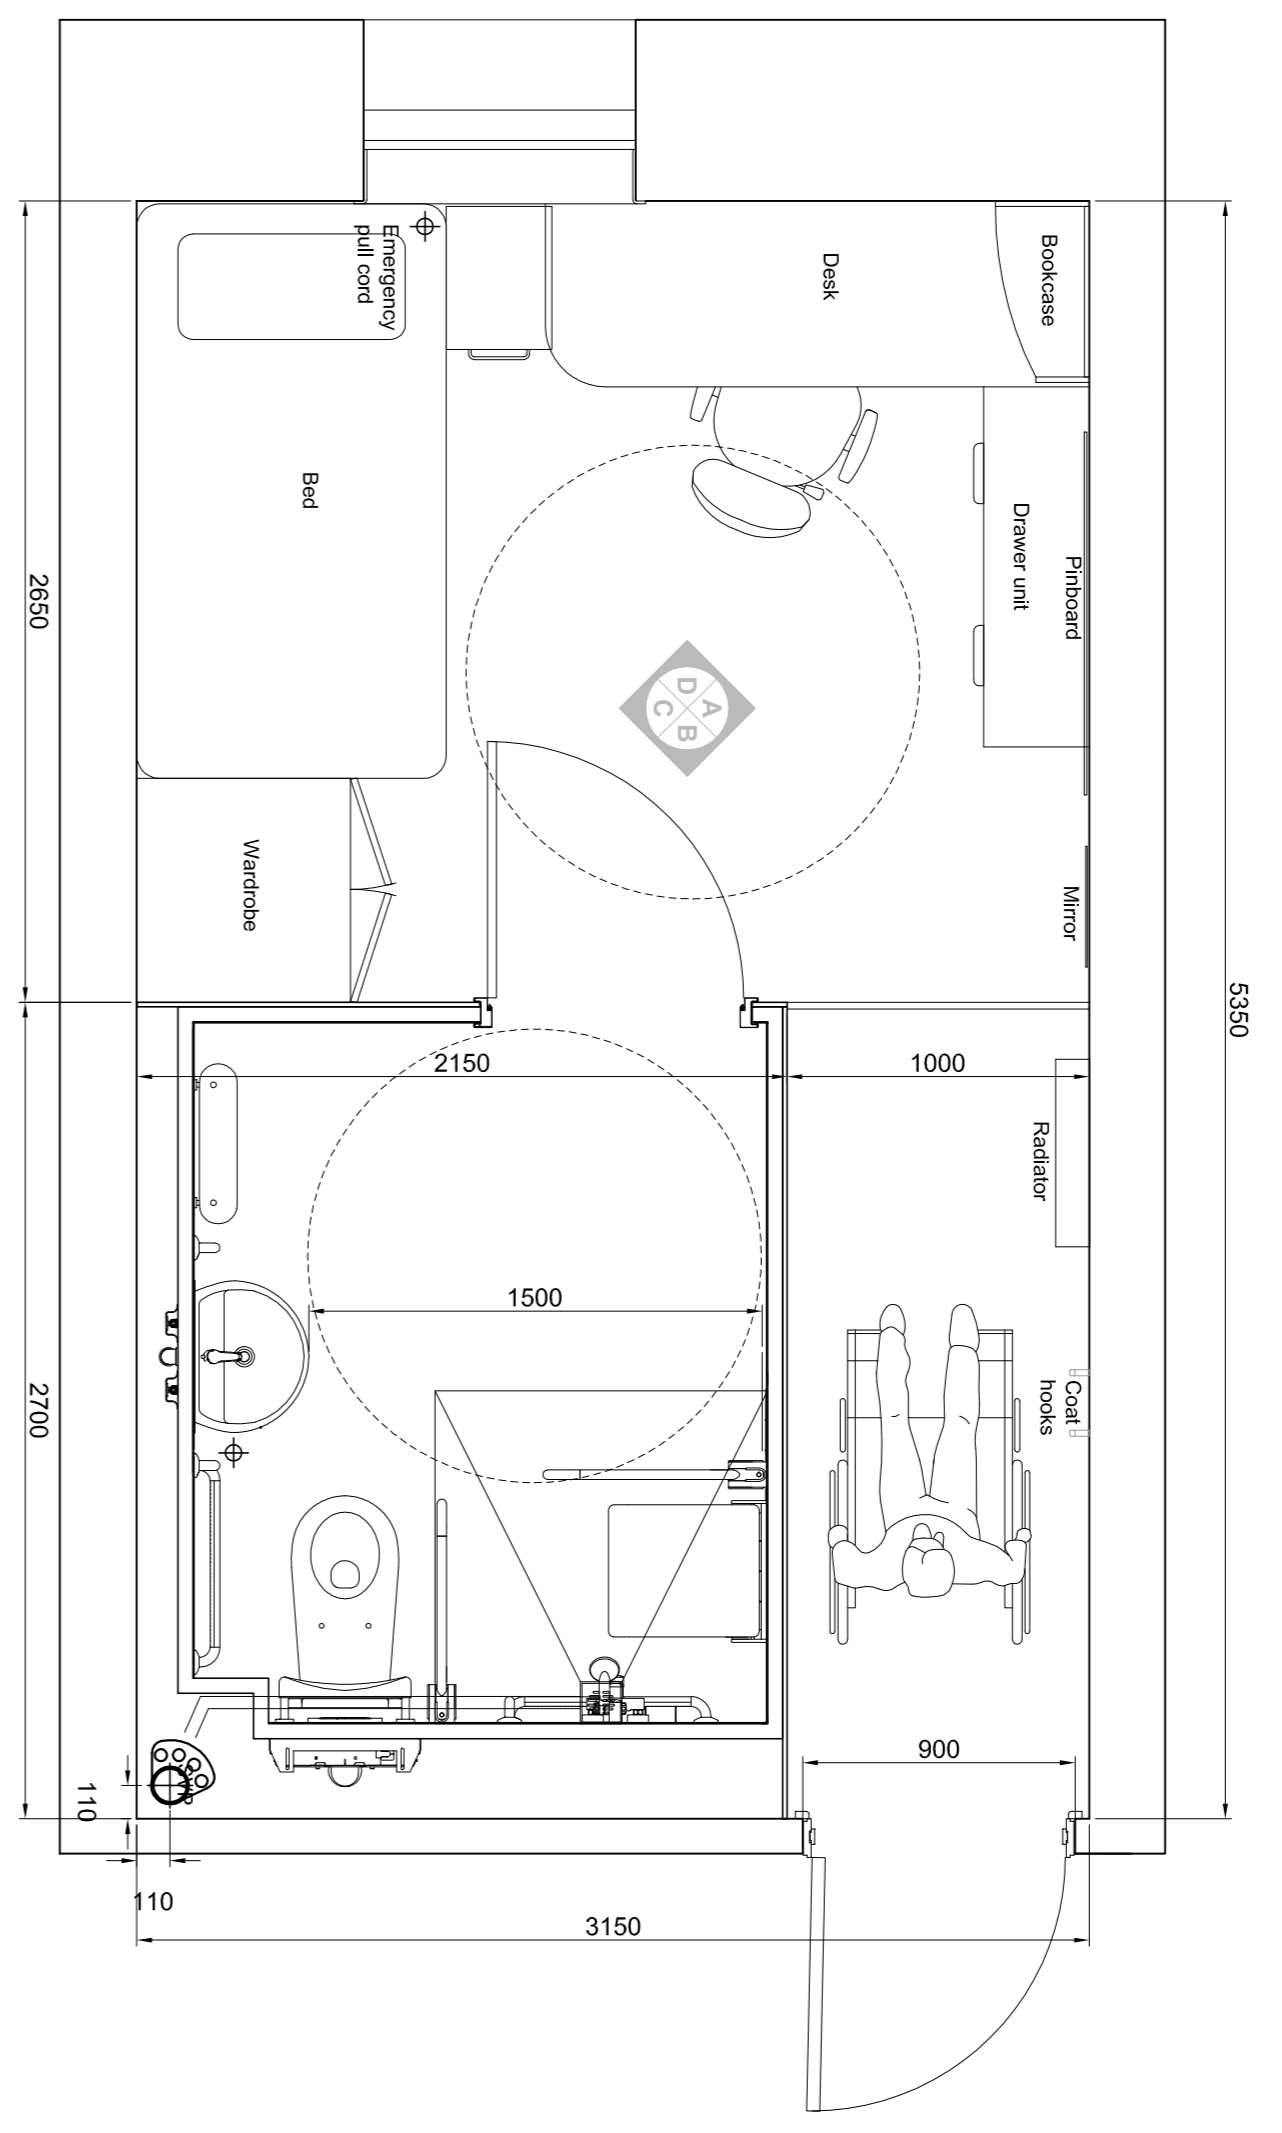 Emergency
pull cord
Desk
Bookcase
Bed
Drawer unit
Pinboard
2650
D
A
C
B
Wardrobe
Mirror
5350
2150
1000
Radiator
1500
2700
Coat
hooks
900
110
110
3150